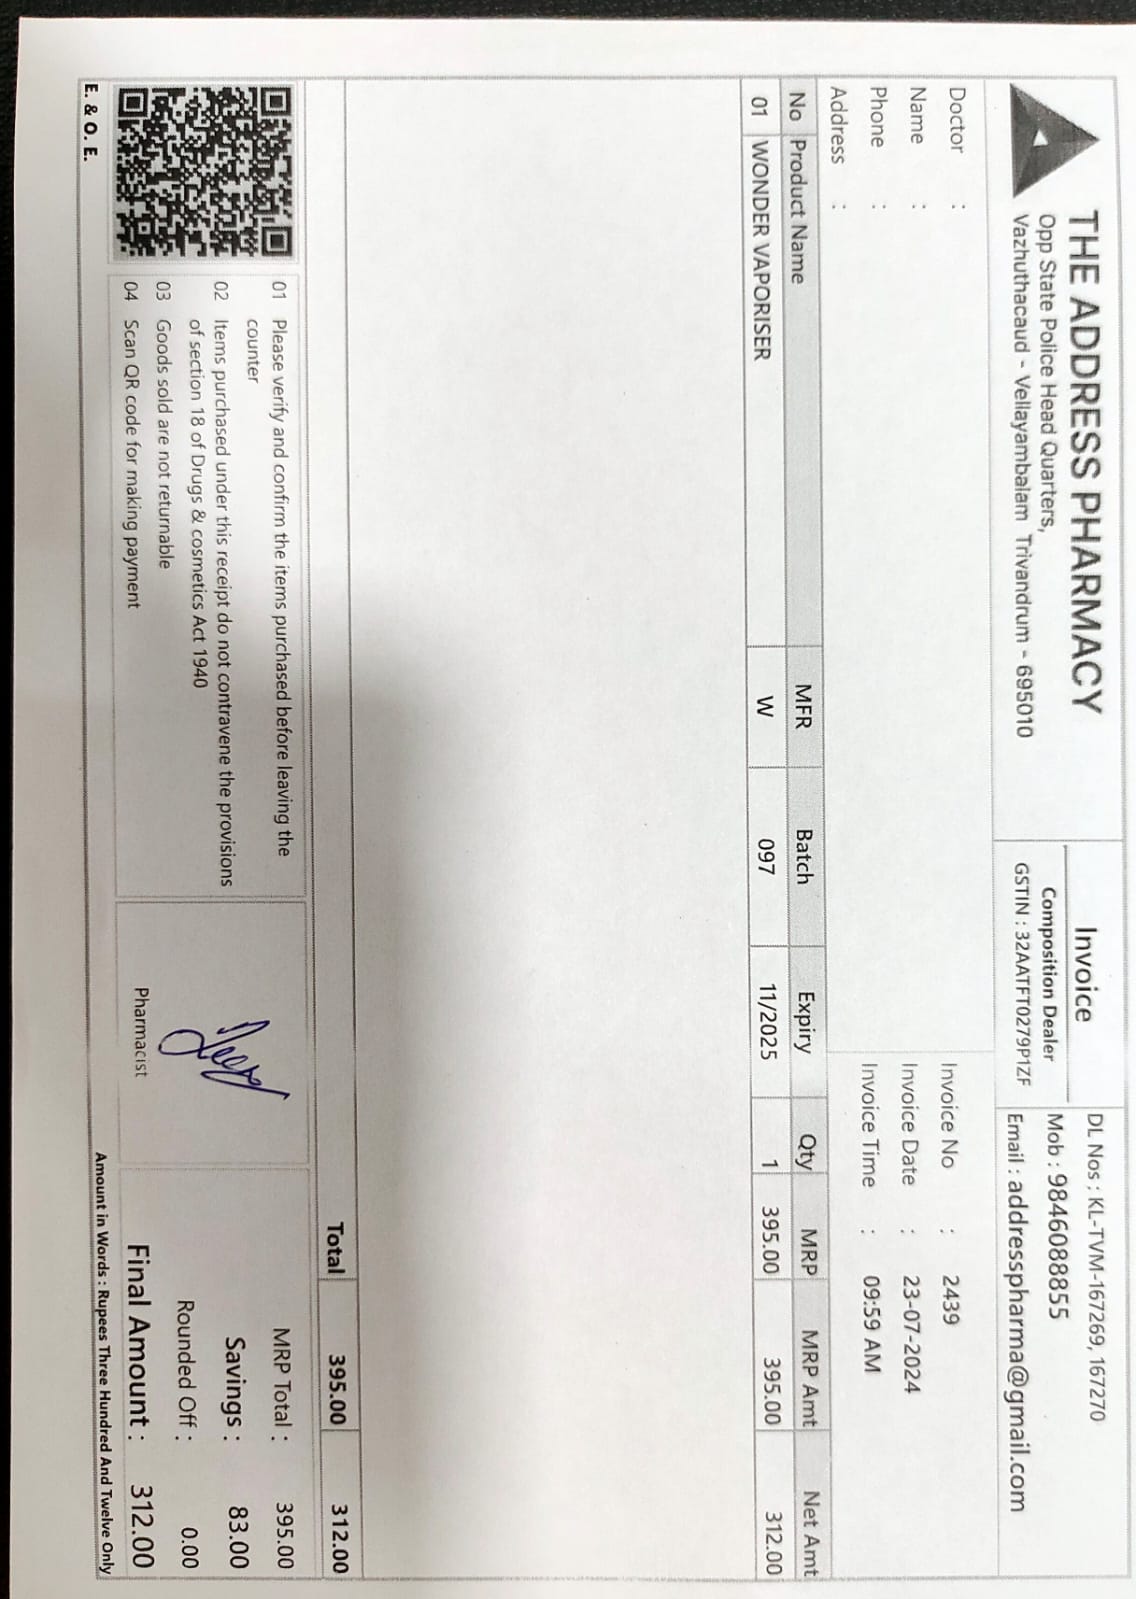 THE ADDRESS PHARMACY
Opp State Police Head Quarters,
Vazhuthacaud - Vellayambalam Trivandrum - 695010
Invoice
Composition Dealer
GSTIN : 32AATFT0279P1ZF
DL Nos : KL-TVM-167269, 167270
Mob : 9846088855
Email : addresspharma@gmail.com
Doctor :
Name :
Phone :
Address :
Invoice No : 2439
Invoice Date : 23-07-2024
Invoice Time : 09:59 AM
No Product Name MFR Batch Expiry Qty MRP MRP Amt Net Amt
01 WONDER VAPORISER W 097 11/2025 1 395.00 395.00 312.00
Total 395.00 312.00
01 Please verify and confirm the items purchased before leaving the
counter
02 Items purchased under this receipt do not contravene the provisions
of section 18 of Drugs & cosmetics Act 1940
03 Goods sold are not returnable
04 Scan QR code for making payment
E. & O. E.
Pharmacist
MRP Total : 395.00
Savings : 83.00
Rounded Off : 0.00
Final Amount : 312.00
Amount in Words : Rupees Three Hundred And Twelve Only